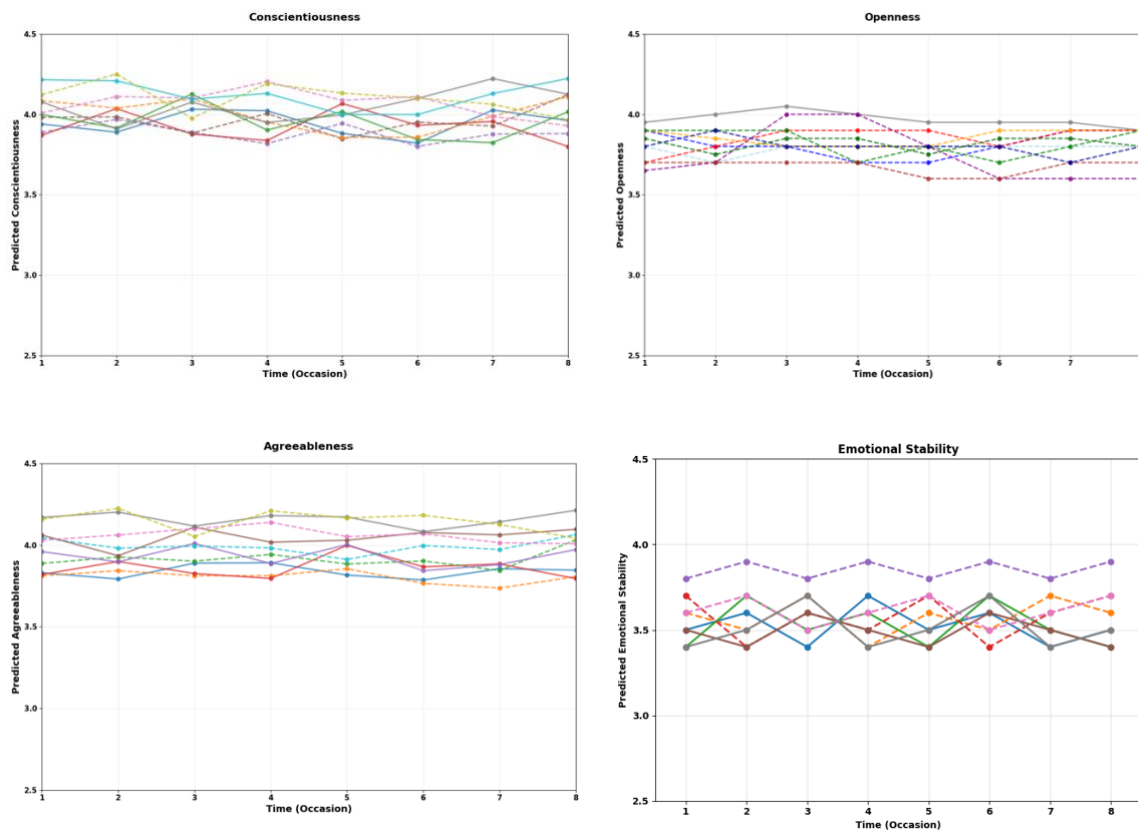 Conscientiousness
4.5
4.0
3.5
3.0
2.5
Predicted Conscientiousness
1 2 3 4 5 6 7 8
Time (Occasion)
Openness
4.5
4.0
3.5
3.0
2.5
Predicted Openness
1 2 3 4 5 6 7
Time (Occasion)
Agreeableness
4.5
4.0
3.5
3.0
2.5
Predicted Agreeableness
1 2 3 4 5 6 7 8
Time (Occasion)
Emotional Stability
4.5
4.0
3.5
3.0
2.5
Predicted Emotional Stability
1 2 3 4 5 6 7 8
Time (Occasion)